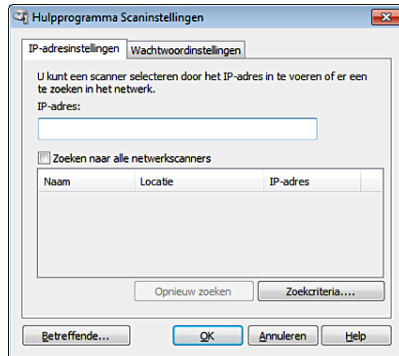 Hulpprogramma Scaninstellingen
IP-adresinstellingen Wachtwoordinstellingen
U kunt een scanner selecteren door het IP-adres in te voeren of er een
te zoeken in het netwerk.
IP-adres:
Zoeken naar alle netwerkscanners
Naam Locatie IP-adres
Opnieuw zoeken Zoekcriteria....
Betreffende... OK Annuleren Help